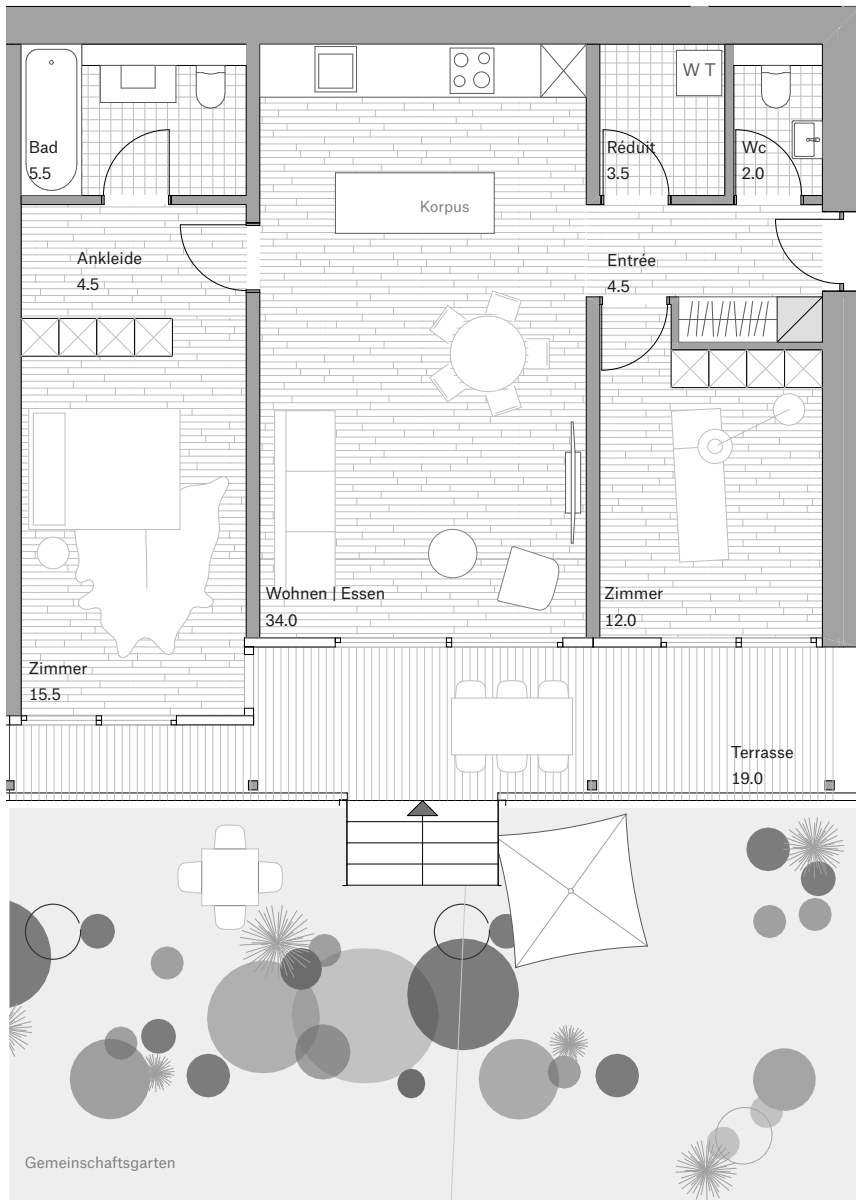 W T
Bad
5.5
Réduit
3.5
Wc
2.0
Korpus
Ankleide
4.5
Entrée
4.5
Wohnen | Essen
34.0
Zimmer
12.0
Zimmer
15.5
Terrasse
19.0
Gemeinschaftsgarten